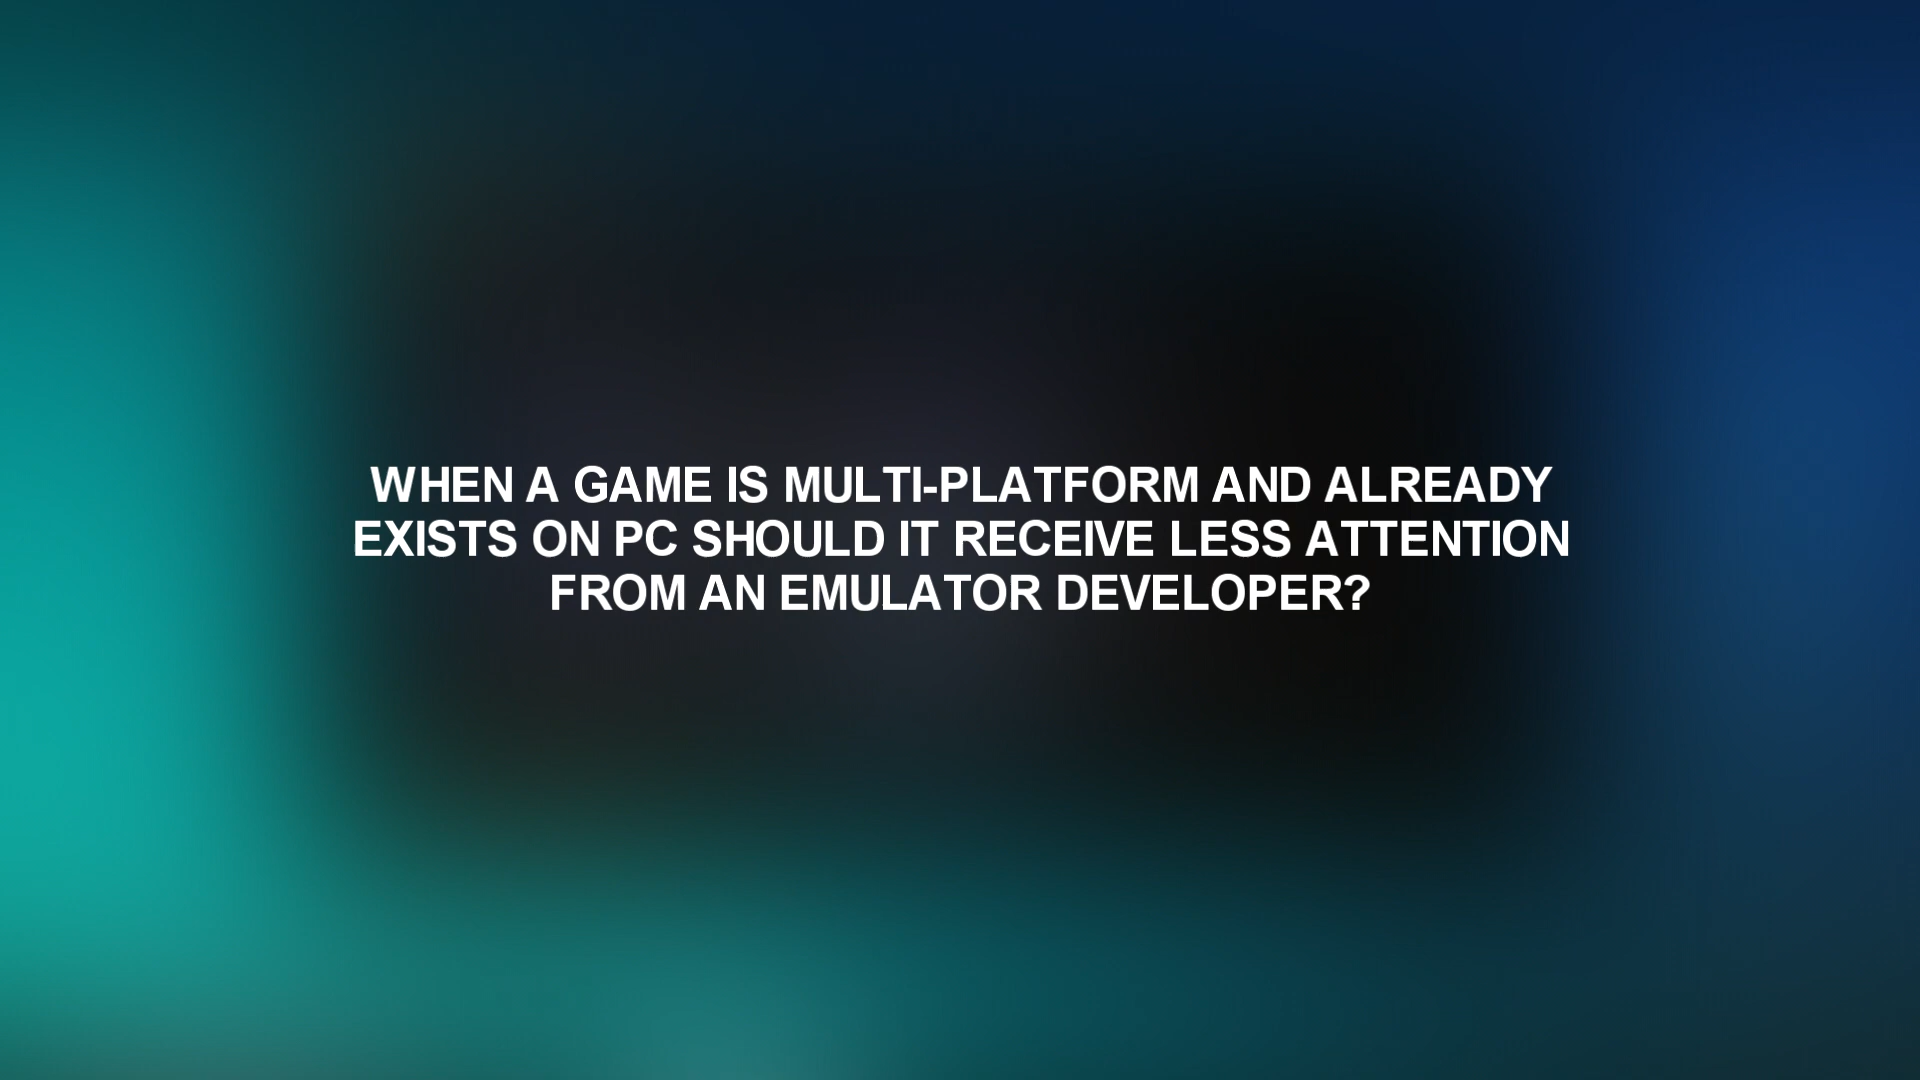 WHEN A GAME IS MULTI-PLATFORM AND ALREADY
EXISTS ON PC SHOULD IT RECEIVE LESS ATTENTION
FROM AN EMULATOR DEVELOPER?